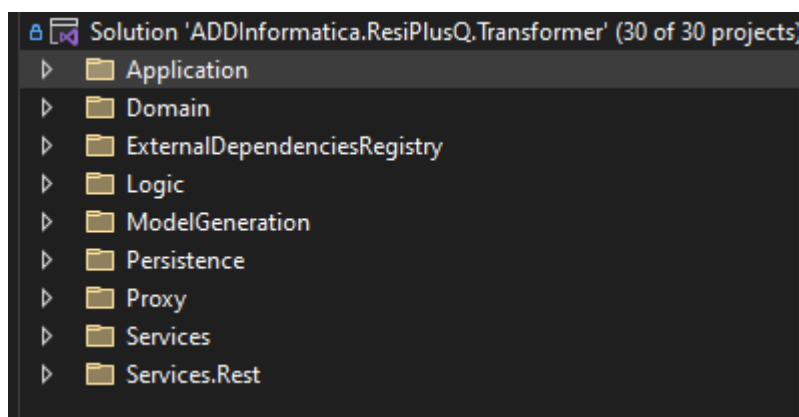 Solution 'ADDInformatica.ResiPlusQ.Transformer' (30 of 30 projects)
Application
Domain
ExternalDependenciesRegistry
Logic
ModelGeneration
Persistence
Proxy
Services
Services.Rest